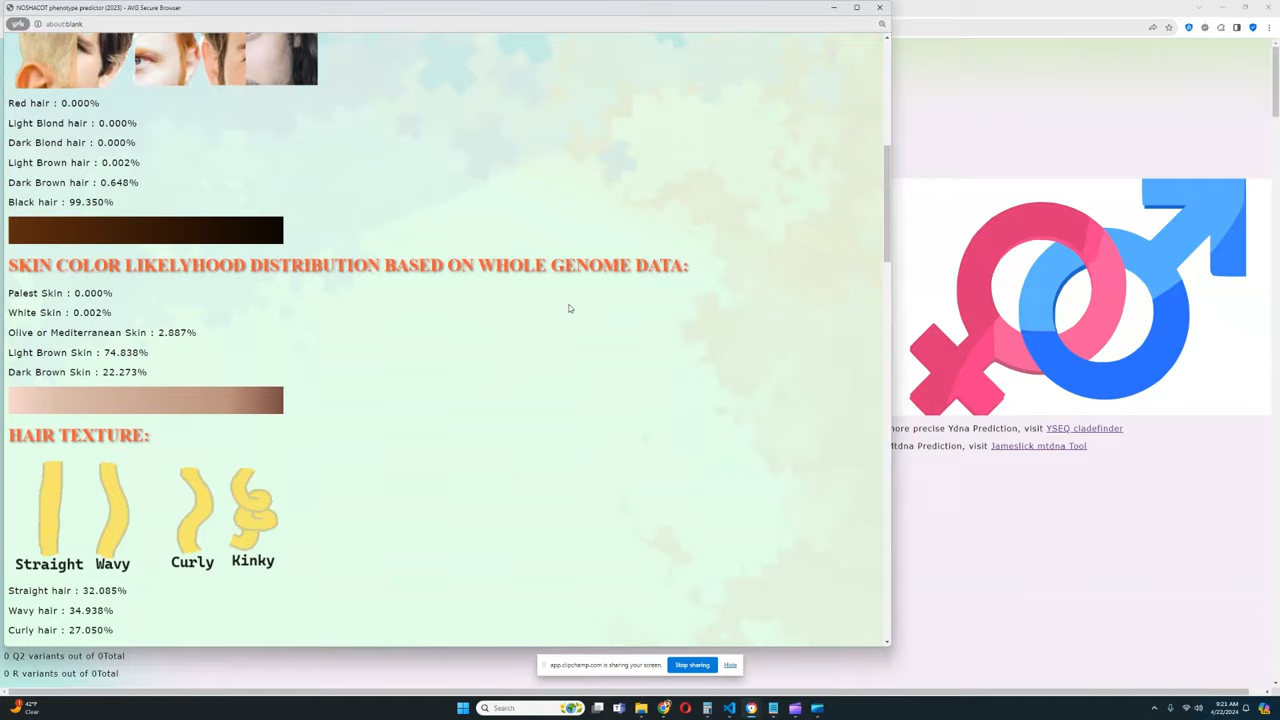 NOSHACOT phenotype predictor (2023) - AVG Secure Browser
about:blank
Red hair : 0.000%
Light Blond hair : 0.000%
Dark Blond hair : 0.000%
Light Brown hair : 0.002%
Dark Brown hair : 0.648%
Black hair : 99.350%
SKIN COLOR LIKELYHOOD DISTRIBUTION BASED ON WHOLE GENOME DATA:
Palest Skin : 0.000%
White Skin : 0.002%
Olive or Mediterranean Skin : 2.887%
Light Brown Skin : 74.838%
Dark Brown Skin : 22.273%
HAIR TEXTURE:
Straight Wavy Curly Kinky
Straight hair : 32.085%
Wavy hair : 34.938%
Curly hair : 27.050%
nore precise Ydna Prediction, visit YSEQ cladefinder
Mtdna Prediction, visit Jameslick mtdna Tool
0 Q2 variants out of 0Total
0 R variants out of 0Total
app.clipchamp.com is sharing your screen.
Stop sharing
Hide
42°F
Clear
Search
9:21 AM
4/22/2024